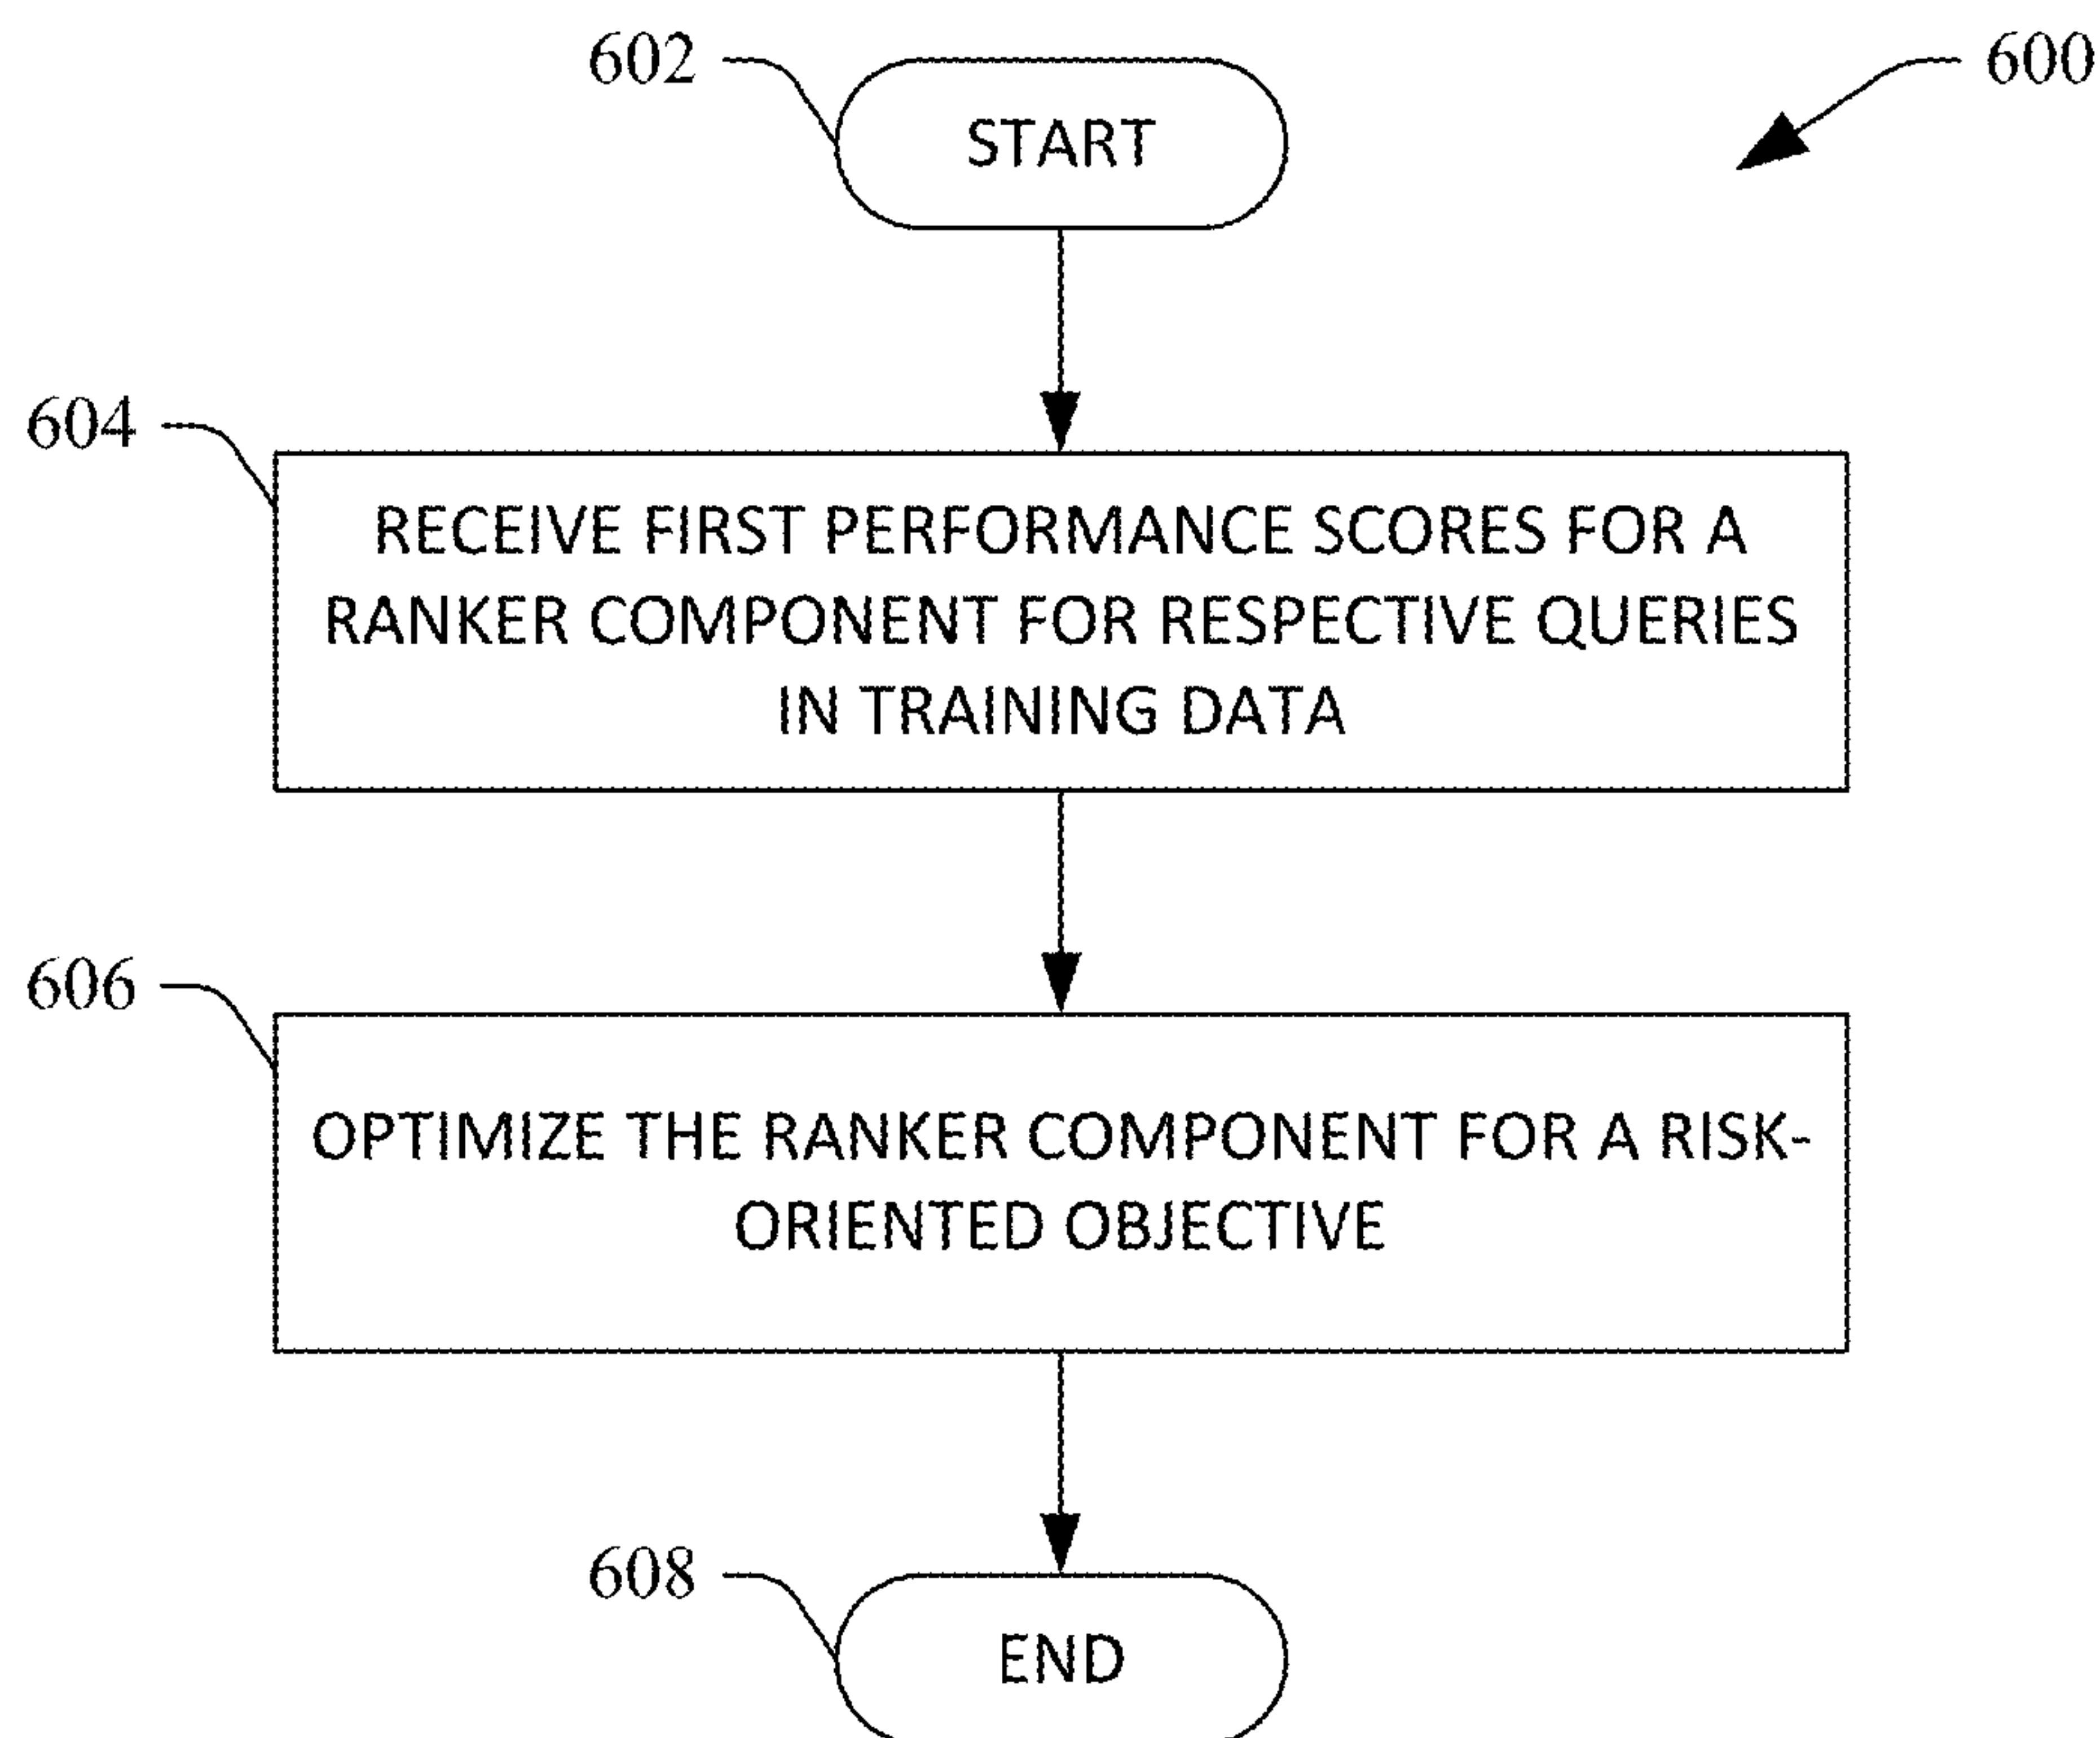 602
START
600
604
RECEIVE FIRST PERFORMANCE SCORES FOR A
RANKER COMPONENT FOR RESPECTIVE QUERIES
IN TRAINING DATA
606
OPTIMIZE THE RANKER COMPONENT FOR A RISK-
ORIENTED OBJECTIVE
608
END